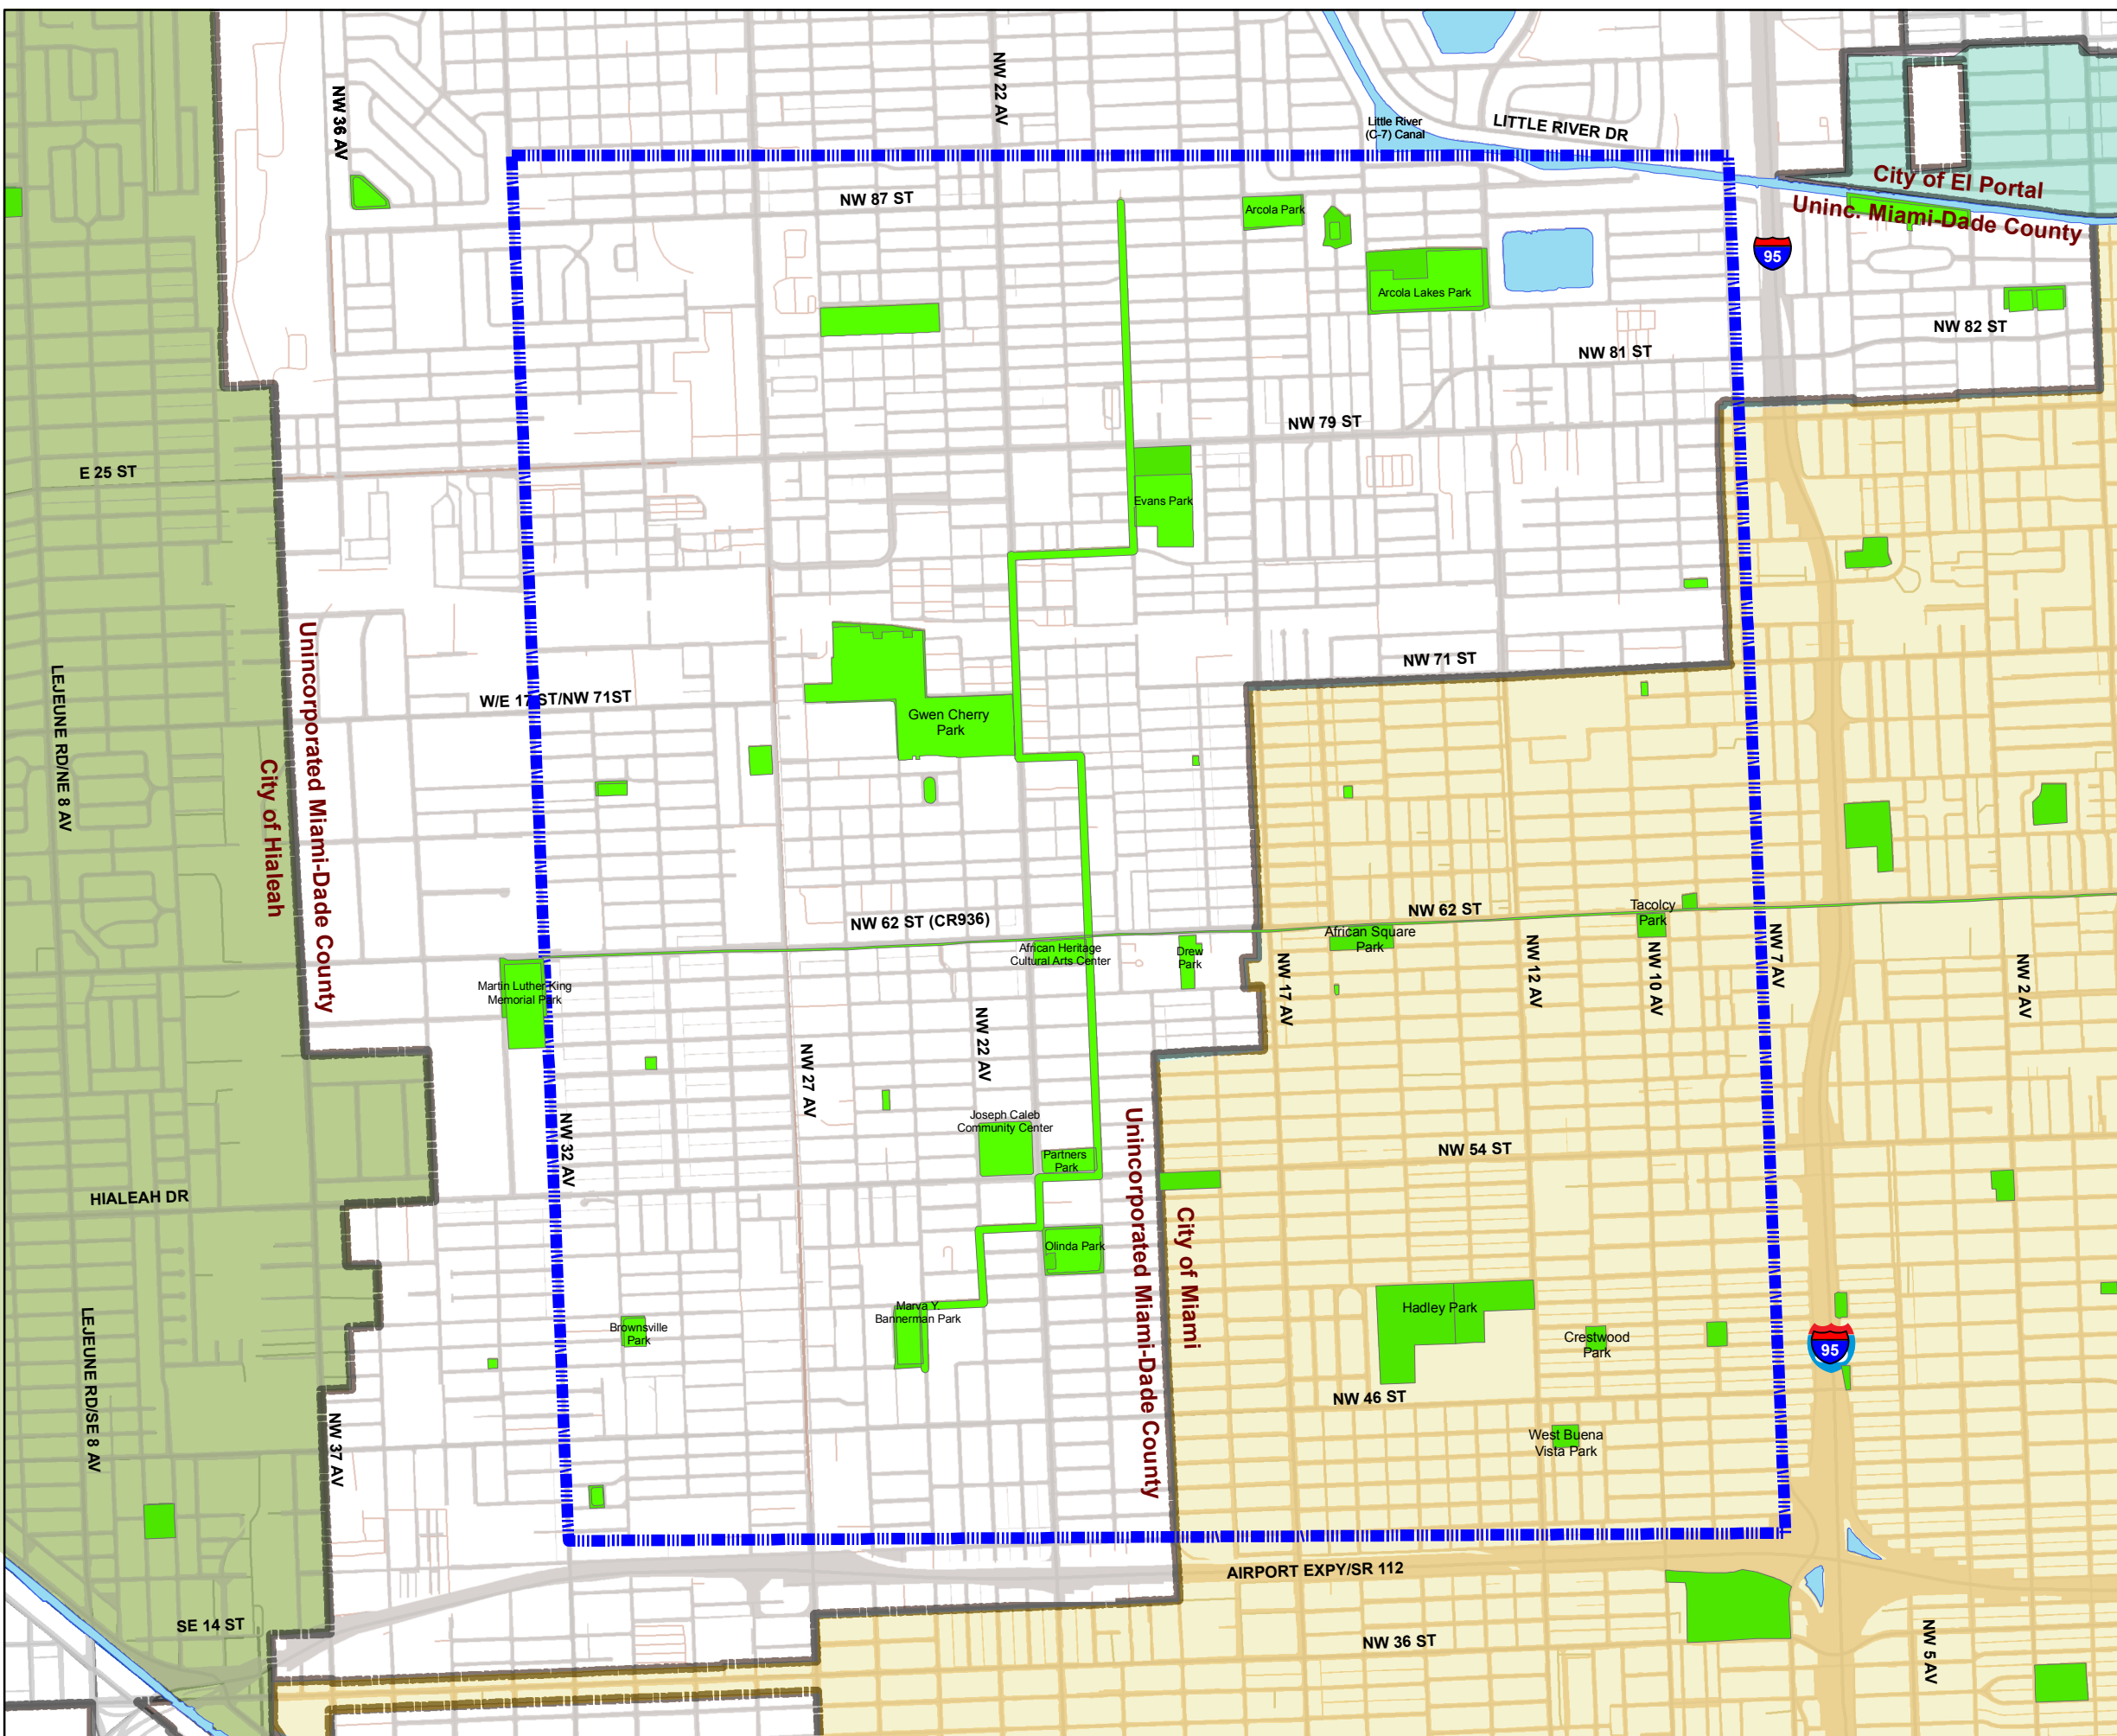 NW 36 AV
NW 22 AV
Little River
(C-7) Canal
LITTLE RIVER DR
City of El Portal
Uninc. Miami-Dade County
NW 87 ST
Arcola Park
95
Arcola Lakes Park
NW 82 ST
NW 81 ST
NW 79 ST
E 25 ST
Evans Park
LEJEUNE RD/NE 8 AV
Unincorporated Miami-Dade County
City of Hialeah
W/E 17 ST/NW 71ST
NW 71 ST
Gwen Cherry
Park
NW 62 ST (CR936)
NW 62 ST
Tacolcy
Park
African Square
Park
African Heritage
Cultural Arts Center
Drew
Park
NW 17 AV
NW 12 AV
NW 10 AV
NW 7 AV
NW 2 AV
Martin Luther King
Memorial Park
NW 22 AV
NW 27 AV
NW 32 AV
Joseph Caleb
Community Center
Partners
Park
NW 54 ST
HIALEAH DR
Unincorporated Miami-Dade County
City of Miami
Olinda Park
Marva Y.
Bannerman Park
Brownsville
Park
Hadley Park
Crestwood
Park
95
LEJEUNE RD/SE 8 AV
NW 37 AV
NW 46 ST
West Buena
Vista Park
AIRPORT EXPY/SR 112
SE 14 ST
NW 36 ST
NW 5 AV